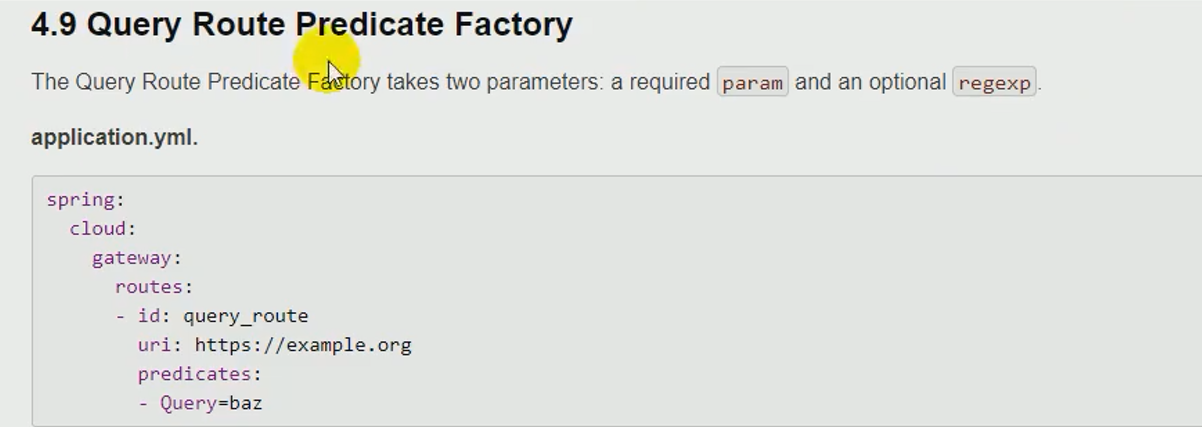 4.9 Query Route Predicate Factory
The Query Route Predicate Factory takes two parameters: a required param and an optional regexp.
application.yml.
spring:
  cloud:
    gateway:
      routes:
      - id: query_route
        uri: https://example.org
        predicates:
        - Query=baz